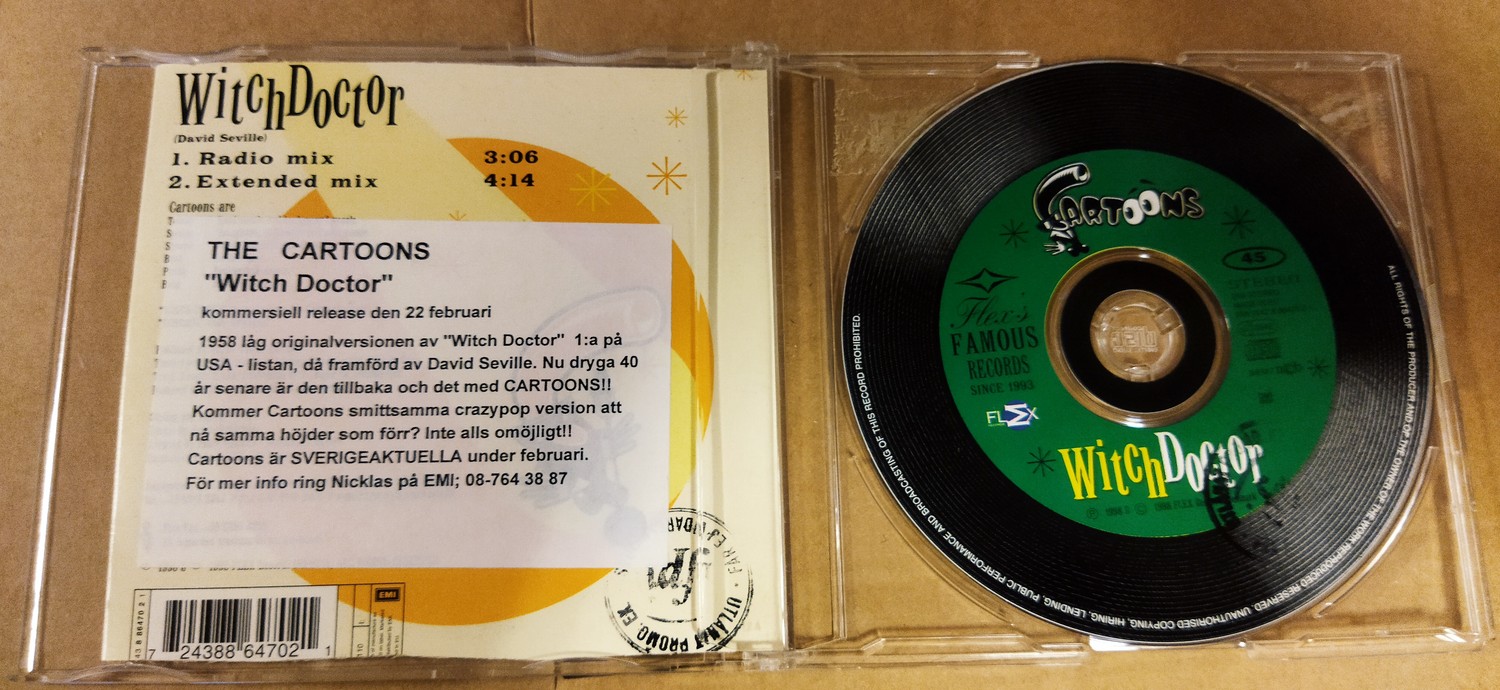 WitchDoctor
(David Seville)
1. Radio mix 3:06
2. Extended mix 4:14
Cartoons are
THE CARTOONS
"Witch Doctor"
kommersiell release den 22 februari
1958 låg originalversionen av "Witch Doctor" 1:a på
USA - listan, då framförd av David Seville. Nu dryga 40
år senare är den tillbaka och det med CARTOONS!!
Kommer Cartoons smittsamma crazypop version att
nå samma höjder som förr? Inte alls omöjligt!!
Cartoons är SVERIGEAKTUELLA under februari.
För mer info ring Nicklas på EMI; 08-764 38 87
EMI
7 24388 64702 1
ifpi
FÅR EJ
PROMO EX
CARTOONS
45
STEREO
Flex's
FAMOUS
RECORDS
SINCE 1993
FLEX
WitchDoctor
ALL RIGHTS OF THE PRODUCER AND OF THE OWNER OF THE WORK REPRODUCED RESERVED. UNAUTHORISED COPYING, HIRING, LENDING, PUBLIC PERFORMANCE AND BROADCASTING OF THIS RECORD PROHIBITED.